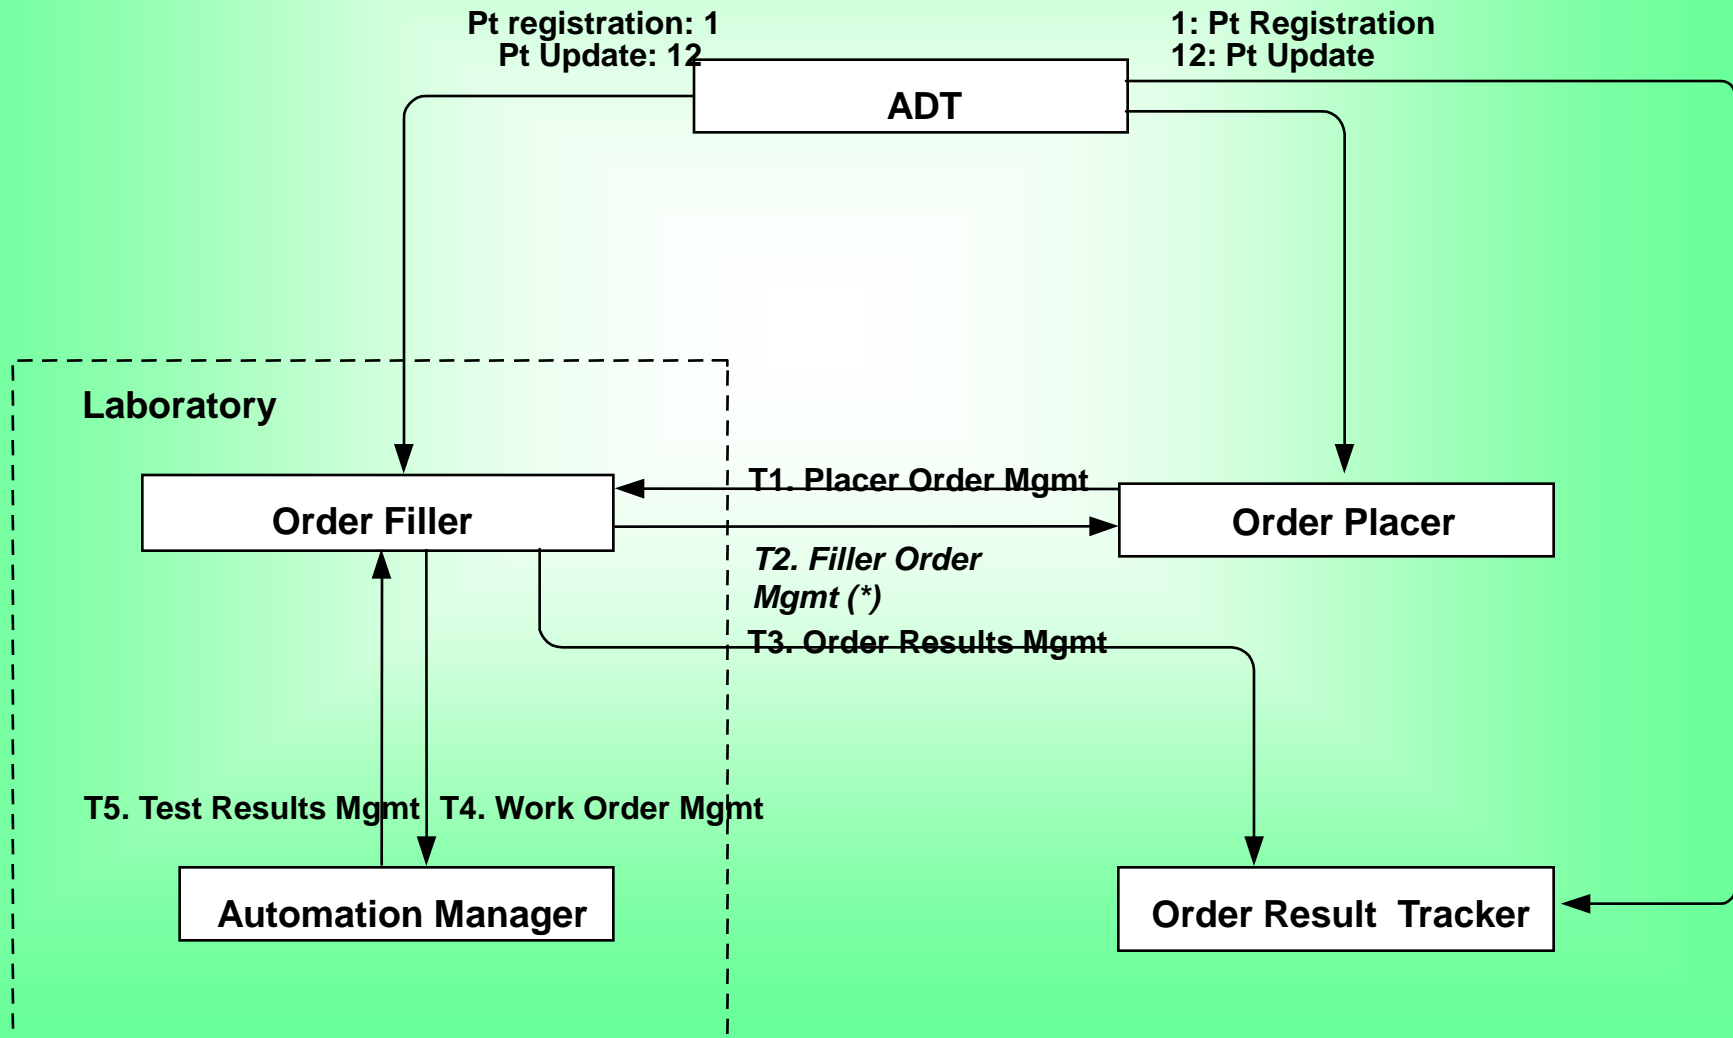 Pt registration: 1
Pt Update: 12
1: Pt Registration
12: Pt Update
ADT
Laboratory
T1. Placer Order Mgmt
Order Filler
Order Placer
T2. Filler Order
Mgmt (*)
T3. Order Results Mgmt
T5. Test Results Mgmt
T4. Work Order Mgmt
Automation Manager
Order Result Tracker